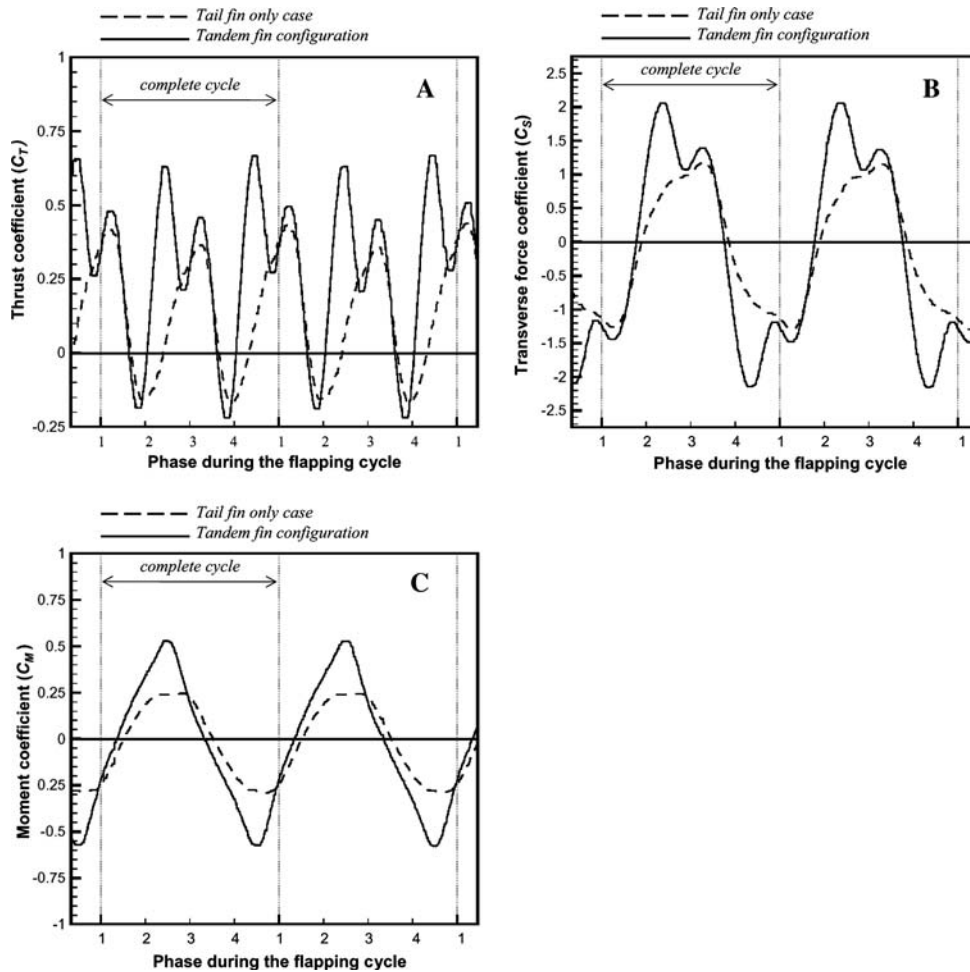 Tail fin only case
Tandem fin configuration
A
complete cycle
Thrust coefficient (C_T)
1
0.75
0.5
0.25
0
-0.25
1 2 3 4 1 2 3 4 1
Phase during the flapping cycle
Tail fin only case
Tandem fin configuration
B
complete cycle
Transverse force coefficient (C_S)
2.5
2
1.5
1
0.5
0
-0.5
-1
-1.5
-2
-2.5
1 2 3 4 1 2 3 4 1
Phase during the flapping cycle
Tail fin only case
Tandem fin configuration
C
complete cycle
Moment coefficient (C_M)
1
0.75
0.5
0.25
0
0.25
-0.5
-0.75
-1
1 2 3 4 1 2 3 4 1
Phase during the flapping cycle